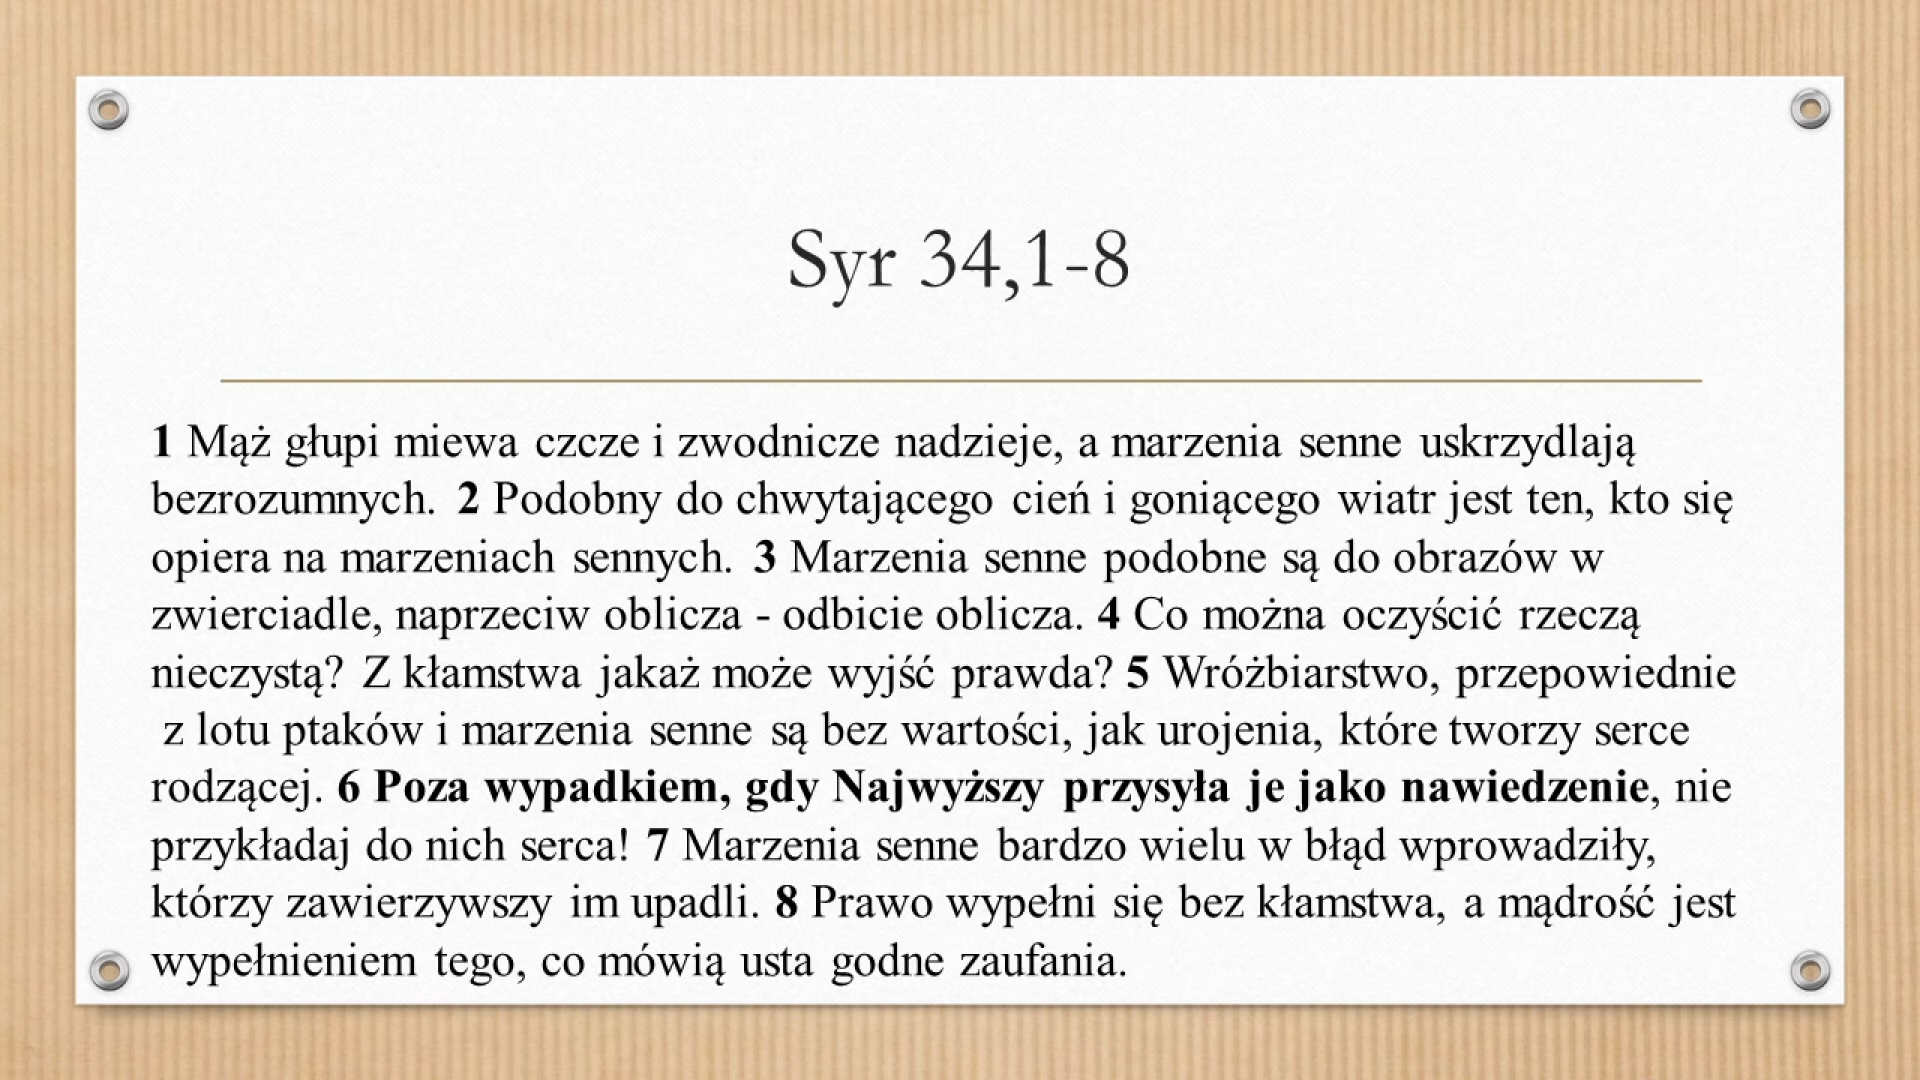 Syr 34,1-8
1 Mąż głupi miewa czcze i zwodnicze nadzieje, a marzenia senne uskrzydlają
bezrozumnych. 2 Podobny do chwytającego cień i goniącego wiatr jest ten, kto się
opiera na marzeniach sennych. 3 Marzenia senne podobne są do obrazów w
zwierciadle, naprzeciw oblicza - odbicie oblicza. 4 Co można oczyścić rzeczą
nieczystą? Z kłamstwa jakaż może wyjść prawda? 5 Wróżbiarstwo, przepowiednie
z lotu ptaków i marzenia senne są bez wartości, jak urojenia, które tworzy serce
rodzącej. 6 Poza wypadkiem, gdy Najwyższy przysyła je jako nawiedzenie, nie
przykładaj do nich serca! 7 Marzenia senne bardzo wielu w błąd wprowadziły,
którzy zawierzywszy im upadli. 8 Prawo wypełni się bez kłamstwa, a mądrość jest
wypełnieniem tego, co mówią usta godne zaufania.